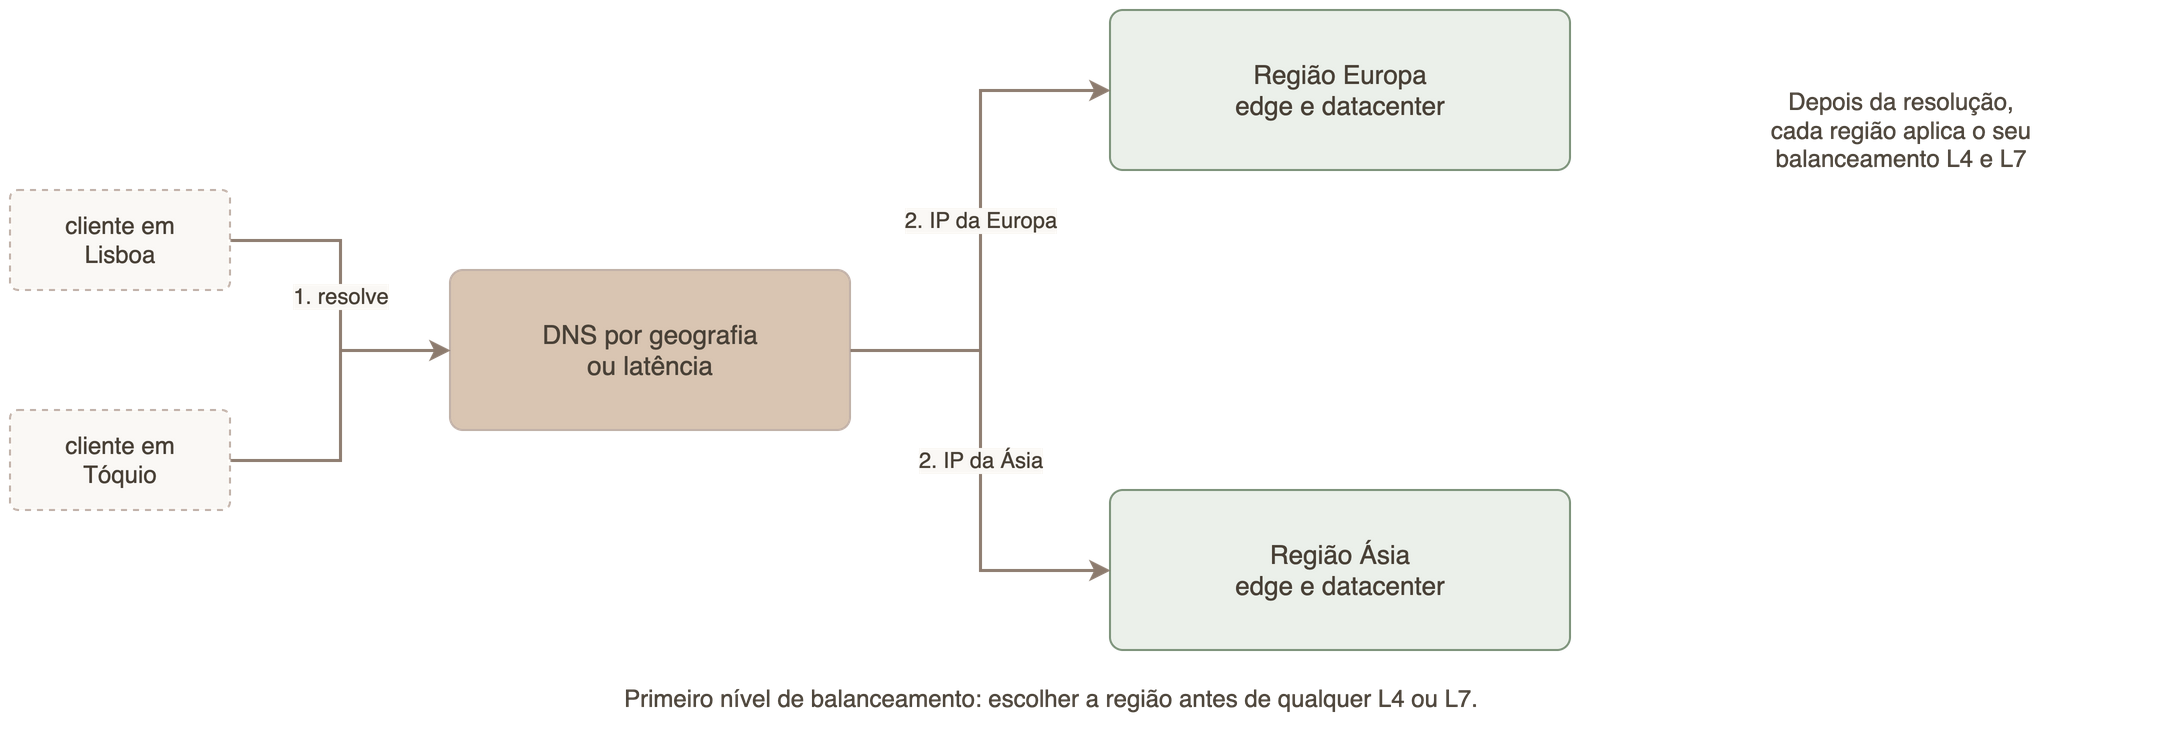 Região Europa
edge e datacenter
Depois da resolução,
cada região aplica o seu
balanceamento L4 e L7
cliente em
Lisboa
2. IP da Europa
1. resolve
DNS por geografia
ou latência
cliente em
Tóquio
2. IP da Ásia
Região Ásia
edge e datacenter
Primeiro nível de balanceamento: escolher a região antes de qualquer L4 ou L7.